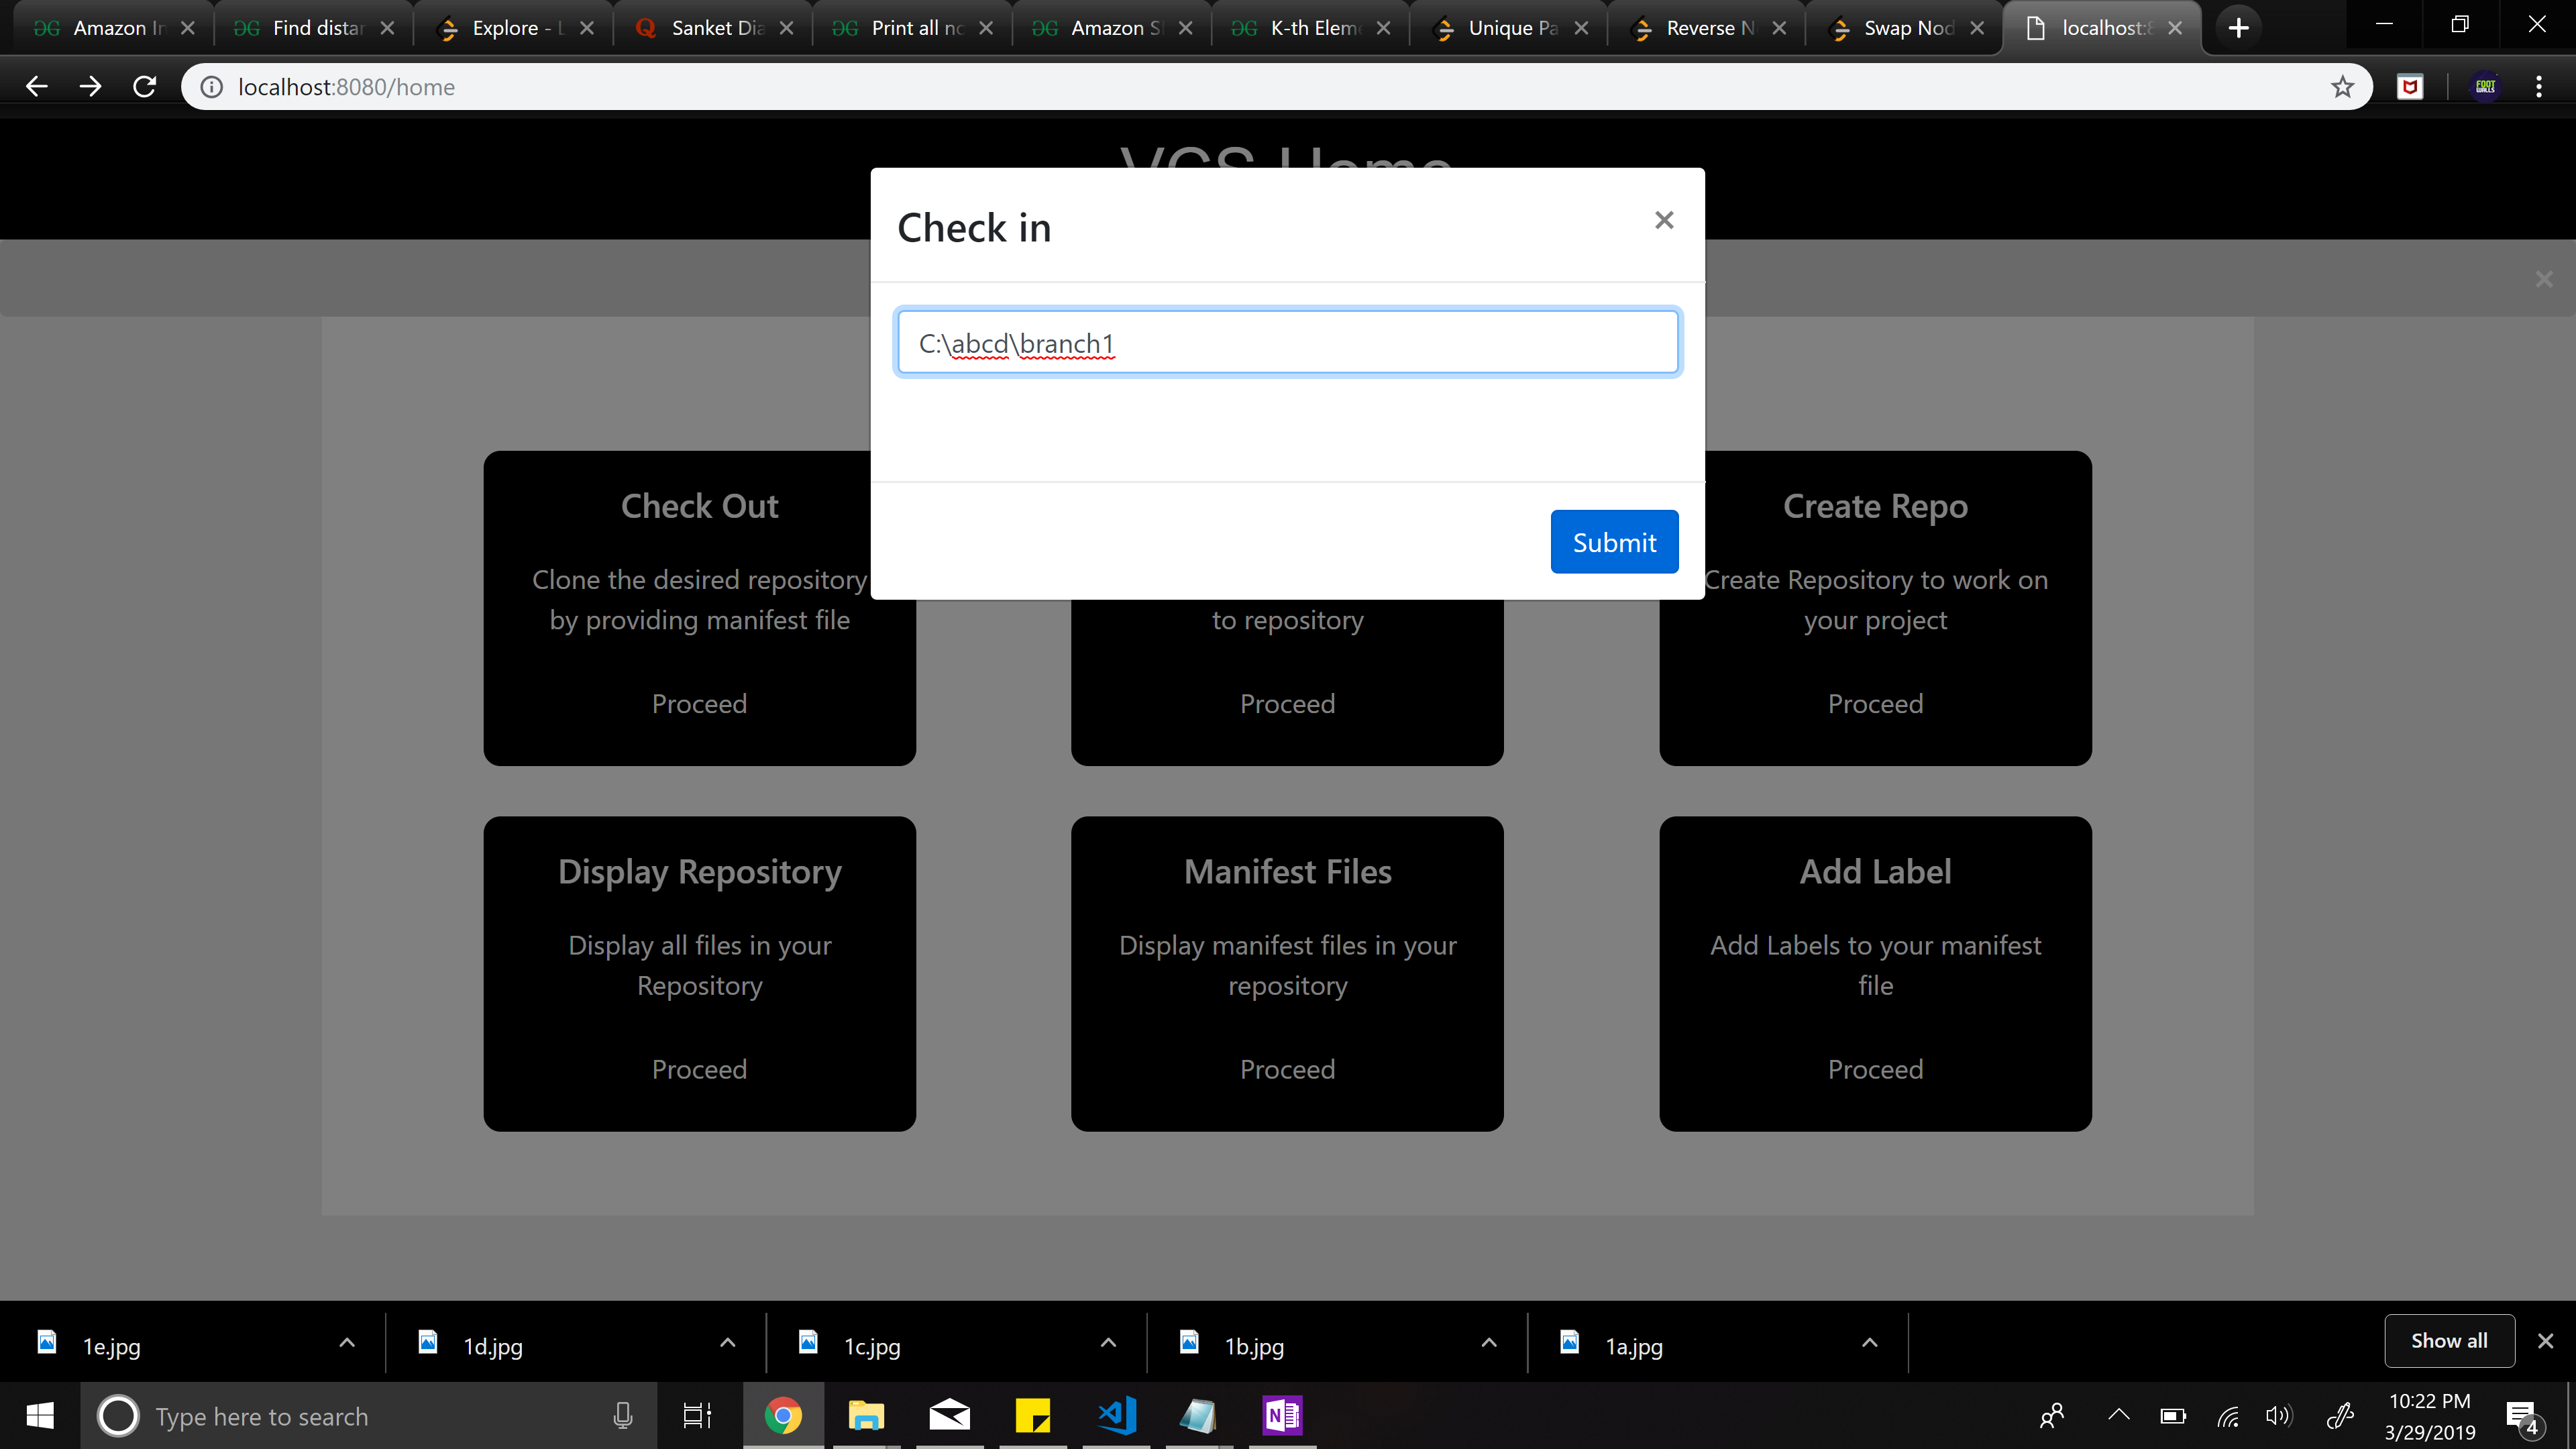 Amazon In
Find distan
Explore - L
Sanket Dia
Print all no
Amazon S
K-th Eleme
Unique Pa
Reverse N
Swap Nod
localhost:8
localhost:8080/home
VCS Home
Check in
C:\abcd\branch1
Submit
Check Out
Clone the desired repository
by providing manifest file
Proceed
to repository
Proceed
Create Repo
Create Repository to work on
your project
Proceed
Display Repository
Display all files in your
Repository
Proceed
Manifest Files
Display manifest files in your
repository
Proceed
Add Label
Add Labels to your manifest
file
Proceed
1e.jpg
1d.jpg
1c.jpg
1b.jpg
1a.jpg
Show all
Type here to search
10:22 PM
3/29/2019
4